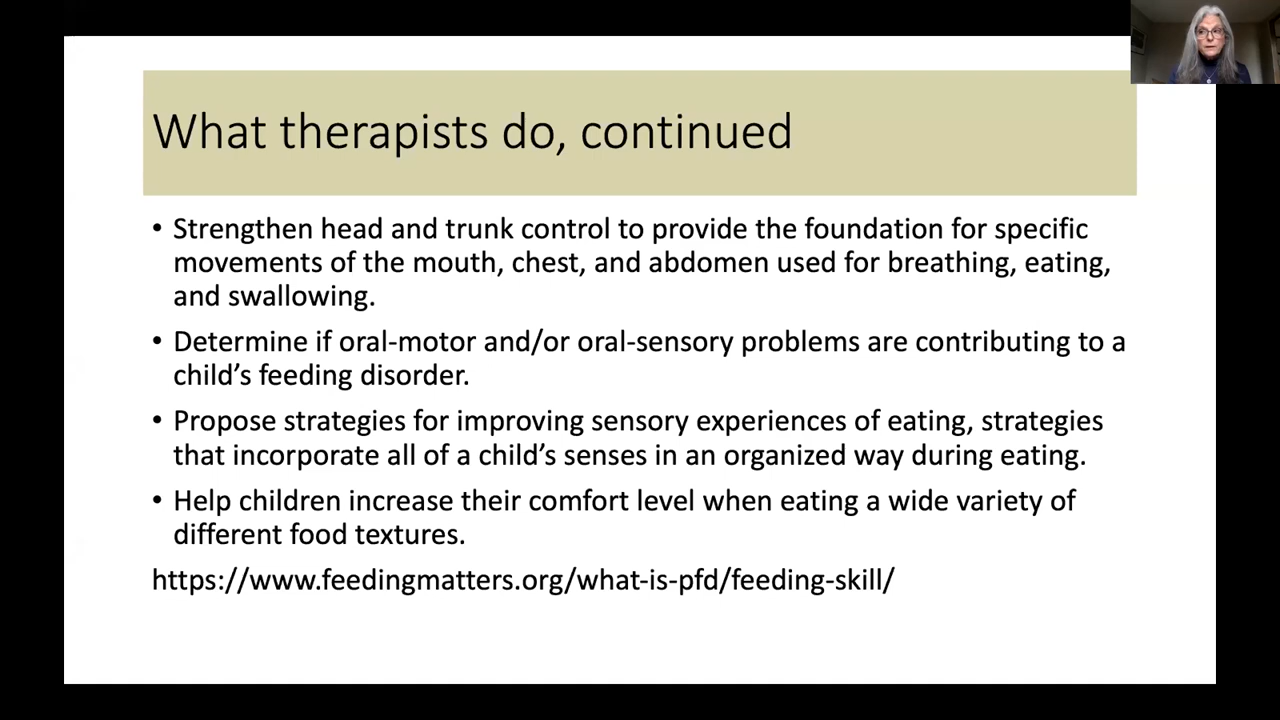 What therapists do, continued
• Strengthen head and trunk control to provide the foundation for specific
movements of the mouth, chest, and abdomen used for breathing, eating,
and swallowing.
• Determine if oral-motor and/or oral-sensory problems are contributing to a
child’s feeding disorder.
• Propose strategies for improving sensory experiences of eating, strategies
that incorporate all of a child’s senses in an organized way during eating.
• Help children increase their comfort level when eating a wide variety of
different food textures.
https://www.feedingmatters.org/what-is-pfd/feeding-skill/